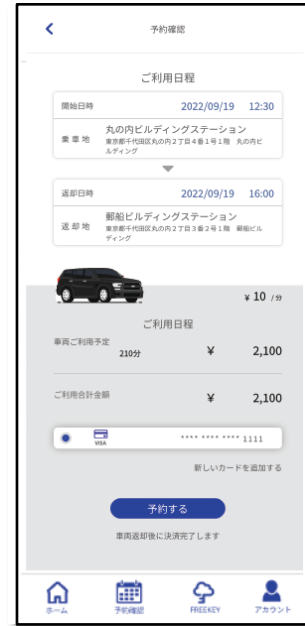 予約確認
ご利用日程
開始日時 2022/09/19 12:30
乗車地 丸の内ビルディングステーション
東京都千代田区丸の内2丁目4番1号1階 丸の内ビ
ルディング
返却日時 2022/09/19 16:00
返却地 郵船ビルディングステーション
東京都千代田区丸の内2丁目3番2号1階 郵船ビル
ディング
¥ 10 /分
ご利用日程
車両ご利用予定
210分 ¥ 2,100
ご利用合計金額 ¥ 2,100
VISA **** **** **** 1111
新しいカードを追加する
予約する
車両返却後に決済完了します
ホーム 予約確認 FREEKEY アカウント